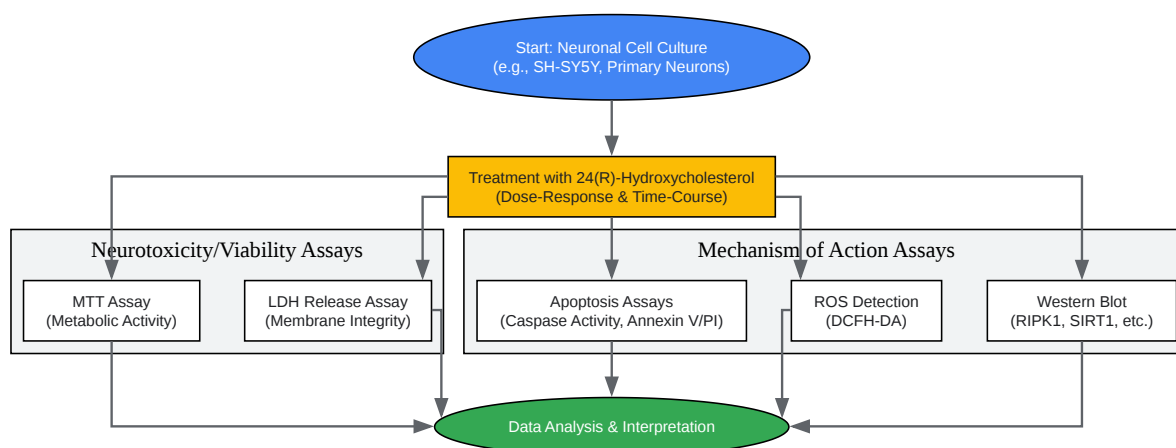 Start: Neuronal Cell Culture
(e.g., SH-SY5Y, Primary Neurons)
Treatment with 24(R)-Hydroxycholesterol
(Dose-Response & Time-Course)
Neurotoxicity/Viability Assays
Mechanism of Action Assays
MTT Assay
(Metabolic Activity)
LDH Release Assay
(Membrane Integrity)
Apoptosis Assays
(Caspase Activity, Annexin V/PI)
ROS Detection
(DCFH-DA)
Western Blot
(RIPK1, SIRT1, etc.)
Data Analysis & Interpretation